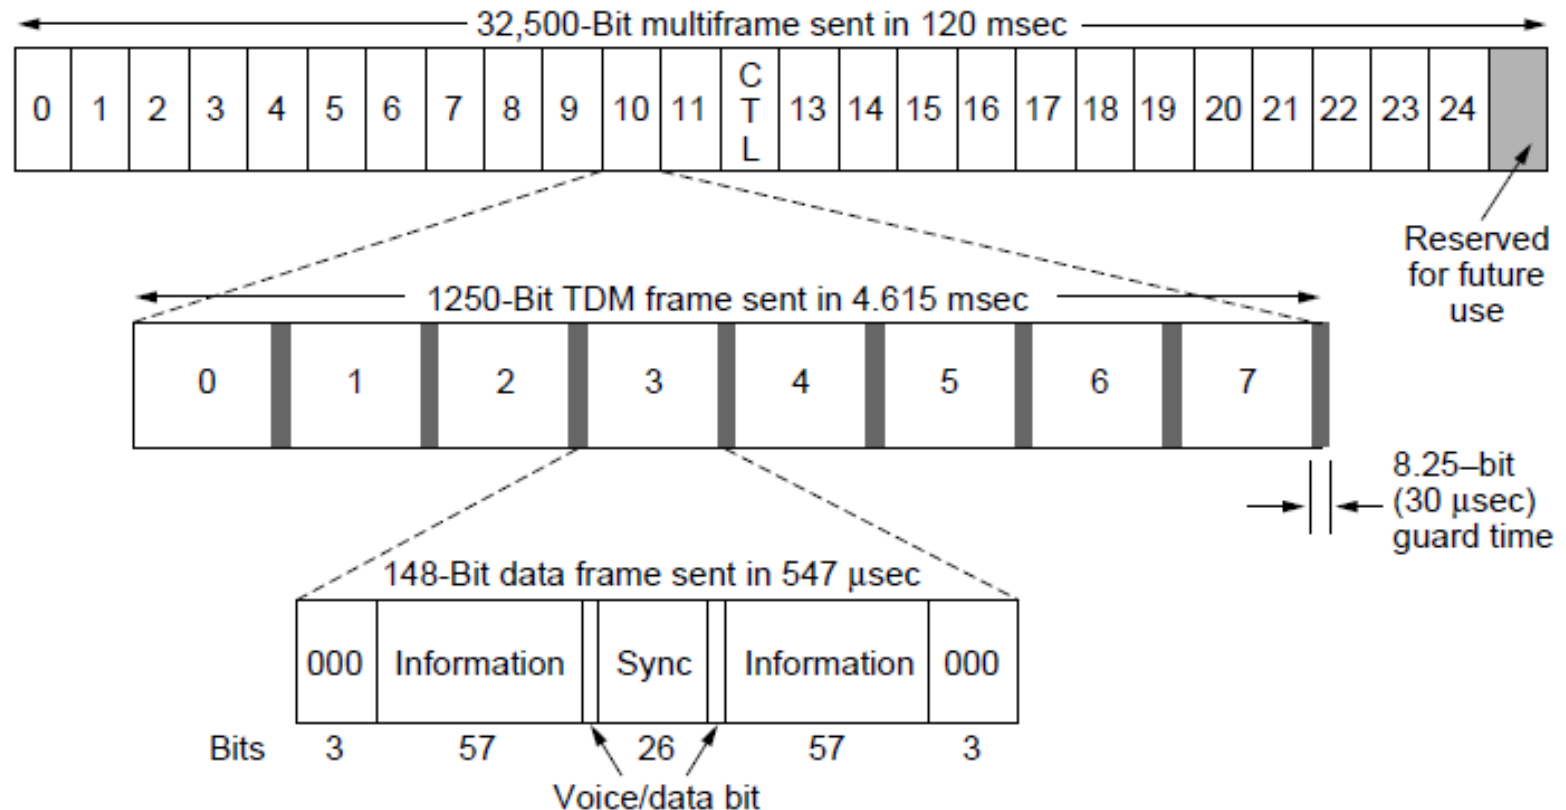 32,500-Bit multiframe sent in 120 msec
0 1 2 3 4 5 6 7 8 9 10 11 CTL 13 14 15 16 17 18 19 20 21 22 23 24
Reserved
for future
use
1250-Bit TDM frame sent in 4.615 msec
0 1 2 3 4 5 6 7
8.25–bit
(30 μsec)
guard time
148-Bit data frame sent in 547 μsec
000 Information Sync Information 000
Bits 3 57 26 57 3
Voice/data bit